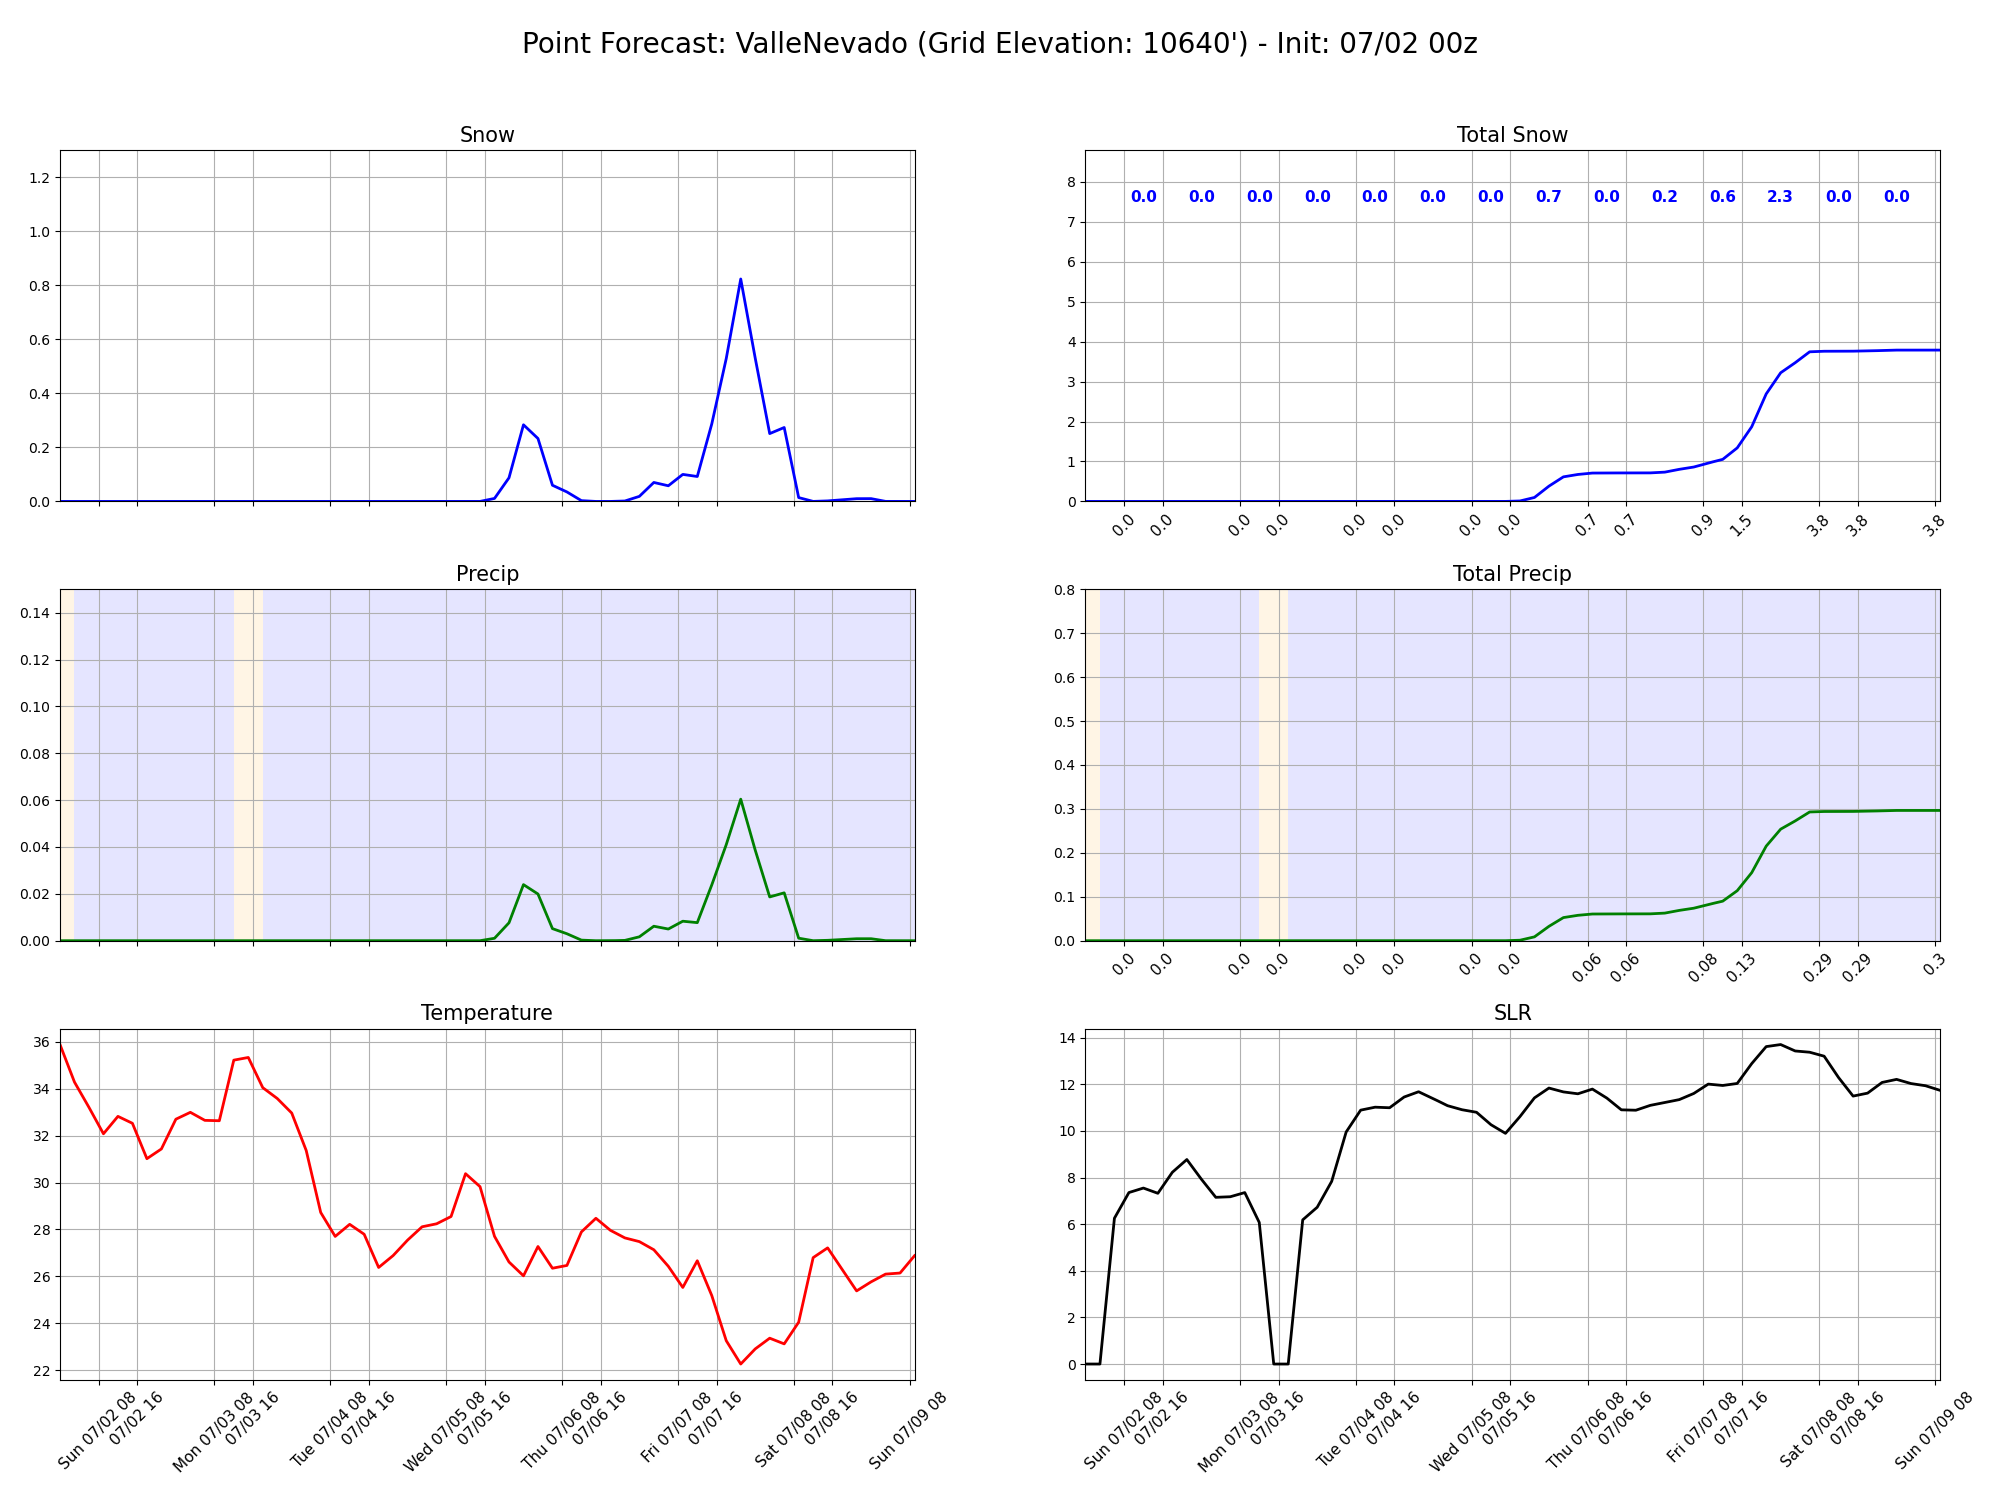 Point Forecast: ValleNevado (Grid Elevation: 10640') - Init: 07/02 00z
Snow
1.2
1.0
0.8
0.6
0.4
0.2
0.0
Total Snow
8
7
6
5
4
3
2
1
0
0.0 0.0 0.0 0.0 0.0 0.0 0.0 0.7 0.0 0.2 0.6 2.3 0.0 0.0
0.0 0.0 0.0 0.0 0.0 0.0 0.0 0.0 0.7 0.7 0.9 1.5 3.8 3.8 3.8
Precip
0.14
0.12
0.10
0.08
0.06
0.04
0.02
0.00
Total Precip
0.8
0.7
0.6
0.5
0.4
0.3
0.2
0.1
0.0
0.0 0.0 0.0 0.0 0.0 0.0 0.0 0.0 0.06 0.06 0.08 0.13 0.29 0.29 0.3
Temperature
36
34
32
30
28
26
24
22
Sun 07/02 08
07/02 16
Mon 07/03 08
07/03 16
Tue 07/04 08
07/04 16
Wed 07/05 08
07/05 16
Thu 07/06 08
07/06 16
Fri 07/07 08
07/07 16
Sat 07/08 08
07/08 16
Sun 07/09 08
SLR
14
12
10
8
6
4
2
0
Sun 07/02 08
07/02 16
Mon 07/03 08
07/03 16
Tue 07/04 08
07/04 16
Wed 07/05 08
07/05 16
Thu 07/06 08
07/06 16
Fri 07/07 08
07/07 16
Sat 07/08 08
07/08 16
Sun 07/09 08